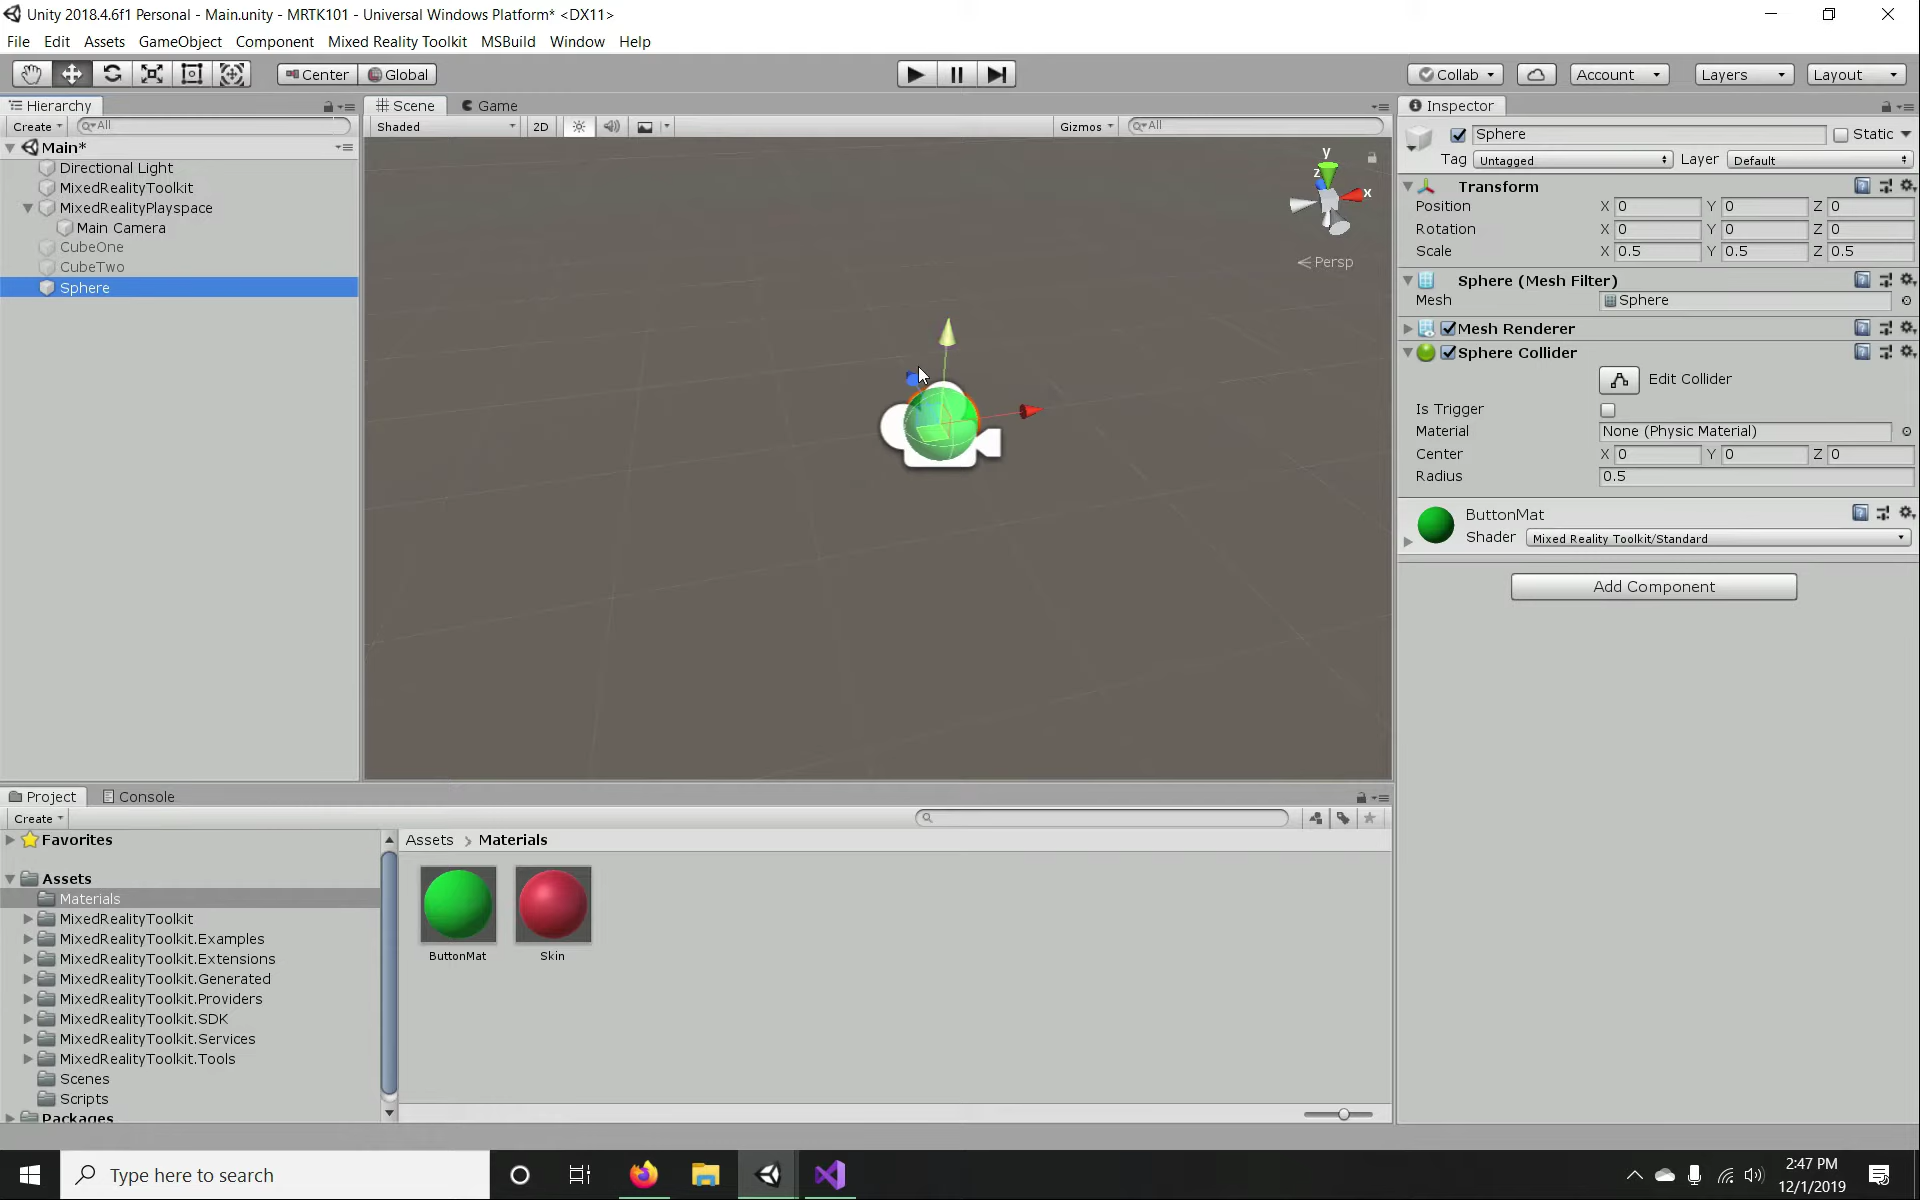 Unity 2018.4.6f1 Personal - Main.unity - MRTK101 - Universal Windows Platform* <DX11>
File Edit Assets GameObject Component Mixed Reality Toolkit MSBuild Window Help
Center Global Collab Account Layers Layout
Hierarchy
Create All
Main*
Directional Light
MixedRealityToolkit
MixedRealityPlayspace
Main Camera
CubeOne
CubeTwo
Sphere
Scene Game
Shaded 2D Gizmos All
y
z
x
Persp
Inspector
Sphere Static
Tag Untagged Layer Default
Transform
Position X 0 Y 0 Z 0
Rotation X 0 Y 0 Z 0
Scale X 0.5 Y 0.5 Z 0.5
Sphere (Mesh Filter)
Mesh Sphere
Mesh Renderer
Sphere Collider
Edit Collider
Is Trigger
Material None (Physic Material)
Center X 0 Y 0 Z 0
Radius 0.5
ButtonMat
Shader Mixed Reality Toolkit/Standard
Add Component
Project Console
Create
Favorites
Assets
Materials
MixedRealityToolkit
MixedRealityToolkit.Examples
MixedRealityToolkit.Extensions
MixedRealityToolkit.Generated
MixedRealityToolkit.Providers
MixedRealityToolkit.SDK
MixedRealityToolkit.Services
MixedRealityToolkit.Tools
Scenes
Scripts
Packages
Assets > Materials
ButtonMat Skin
Type here to search
2:47 PM
12/1/2019